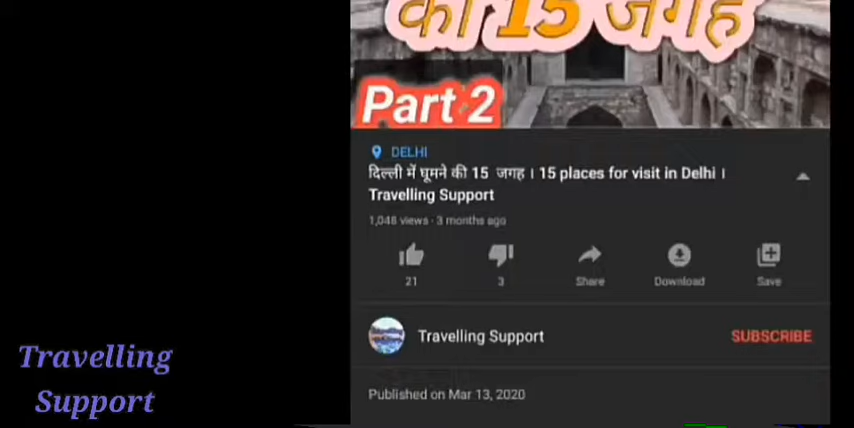 की 15 जगह
Part 2
DELHI
दिल्ली में घूमने की 15 जगह । 15 places for visit in Delhi ।
Travelling Support
1,048 views · 3 months ago
21
3
Share
Download
Save
Travelling Support
SUBSCRIBE
Travelling
Support
Published on Mar 13, 2020